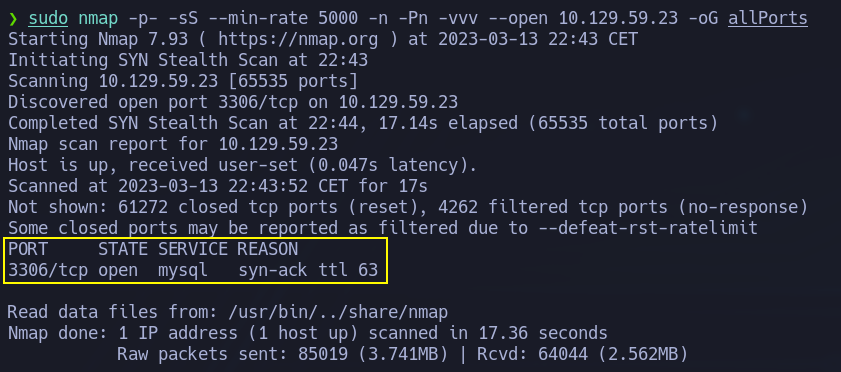 ❯ sudo nmap -p- -sS --min-rate 5000 -n -Pn -vvv --open 10.129.59.23 -oG allPorts
Starting Nmap 7.93 ( https://nmap.org ) at 2023-03-13 22:43 CET
Initiating SYN Stealth Scan at 22:43
Scanning 10.129.59.23 [65535 ports]
Discovered open port 3306/tcp on 10.129.59.23
Completed SYN Stealth Scan at 22:44, 17.14s elapsed (65535 total ports)
Nmap scan report for 10.129.59.23
Host is up, received user-set (0.047s latency).
Scanned at 2023-03-13 22:43:52 CET for 17s
Not shown: 61272 closed tcp ports (reset), 4262 filtered tcp ports (no-response)
Some closed ports may be reported as filtered due to --defeat-rst-ratelimit
PORT     STATE SERVICE REASON
3306/tcp open  mysql   syn-ack ttl 63
Read data files from: /usr/bin/../share/nmap
Nmap done: 1 IP address (1 host up) scanned in 17.36 seconds
           Raw packets sent: 85019 (3.741MB) | Rcvd: 64044 (2.562MB)